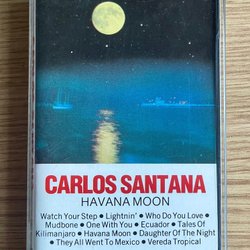 CARLOS SANTANA
HAVANA MOON
Watch Your Step ● Lightnin' ● Who Do You Love ●
Mudbone ● One With You ● Ecuador ● Tales Of
Kilimanjaro ● Havana Moon ● Daughter Of The Night
● They All Went To Mexico ● Vereda Tropical